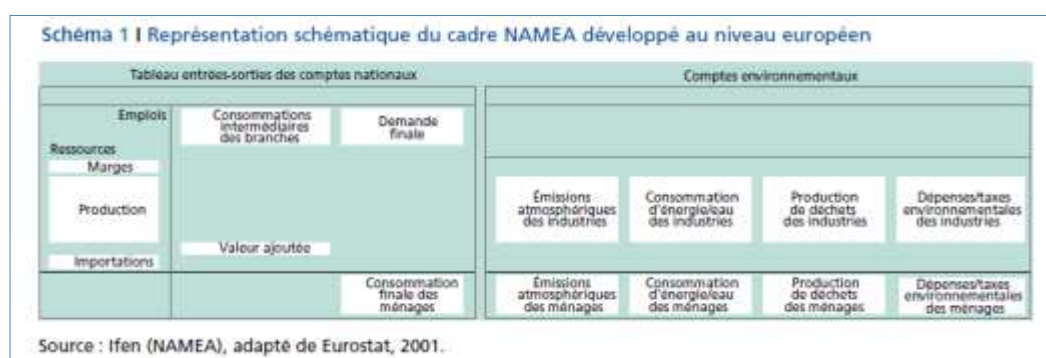 Schéma 1 I Représentation schématique du cadre NAMEA développé au niveau européen
Tableau entrées-sorties des comptes nationaux
Comptes environnementaux
Emplois
Ressources
Consommations
intermédiaires
des branches
Demande
finale
Marges
Production
Émissions
atmosphériques
des industries
Consommation
d'énergie/eau
des industries
Production
de déchets
des industries
Dépenses/taxes
environnementales
des industries
Valeur ajoutée
Importations
Consommation
finale des
ménages
Émissions
atmosphériques
des ménages
Consommation
d'énergie/eau
des ménages
Production
de déchets
des ménages
Dépenses/taxes
environnementales
des ménages
Source : Ifen (NAMEA), adapté de Eurostat, 2001.